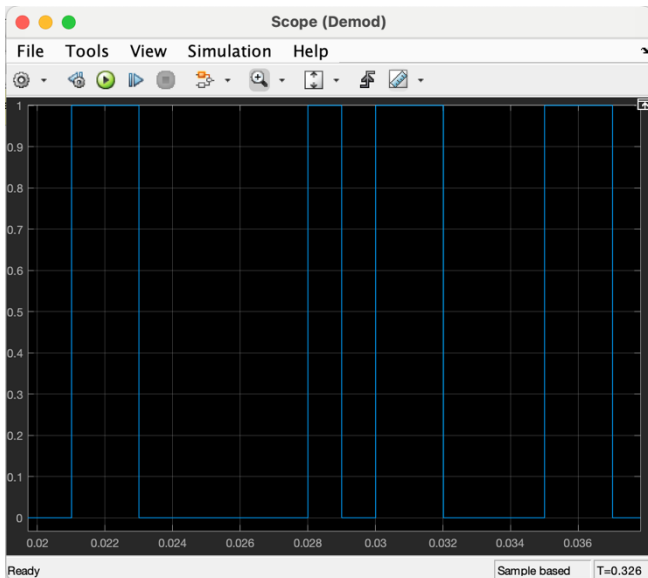 Scope (Demod)
File Tools View Simulation Help
1
0.9
0.8
0.7
0.6
0.5
0.4
0.3
0.2
0.1
0
0.02 0.022 0.024 0.026 0.028 0.03 0.032 0.034 0.036
Ready Sample based T=0.326